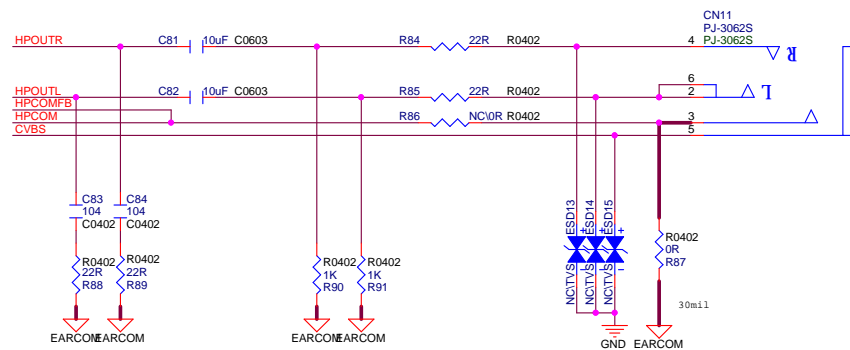 CN11
PJ-3062S
PJ-3062S
HPOUTR
C81
10uF
C0603
R84
22R
R0402
4
R
6
HPOUTL
C82
10uF
C0603
R85
22R
R0402
2
L
HPCOMFB
HPCOM
R86
NC\0R
R0402
3
CVBS
5
C83
104
C0402
C84
104
C0402
ESD13
ESD14
ESD15
+
+
+
R0402
22R
R88
R0402
22R
R89
R0402
1K
R90
R0402
1K
R91
NC\TVS
NC\TVS
NC\TVS
R0402
0R
R87
30mil
EARCOM
EARCOM
EARCOM
EARCOM
GND
EARCOM